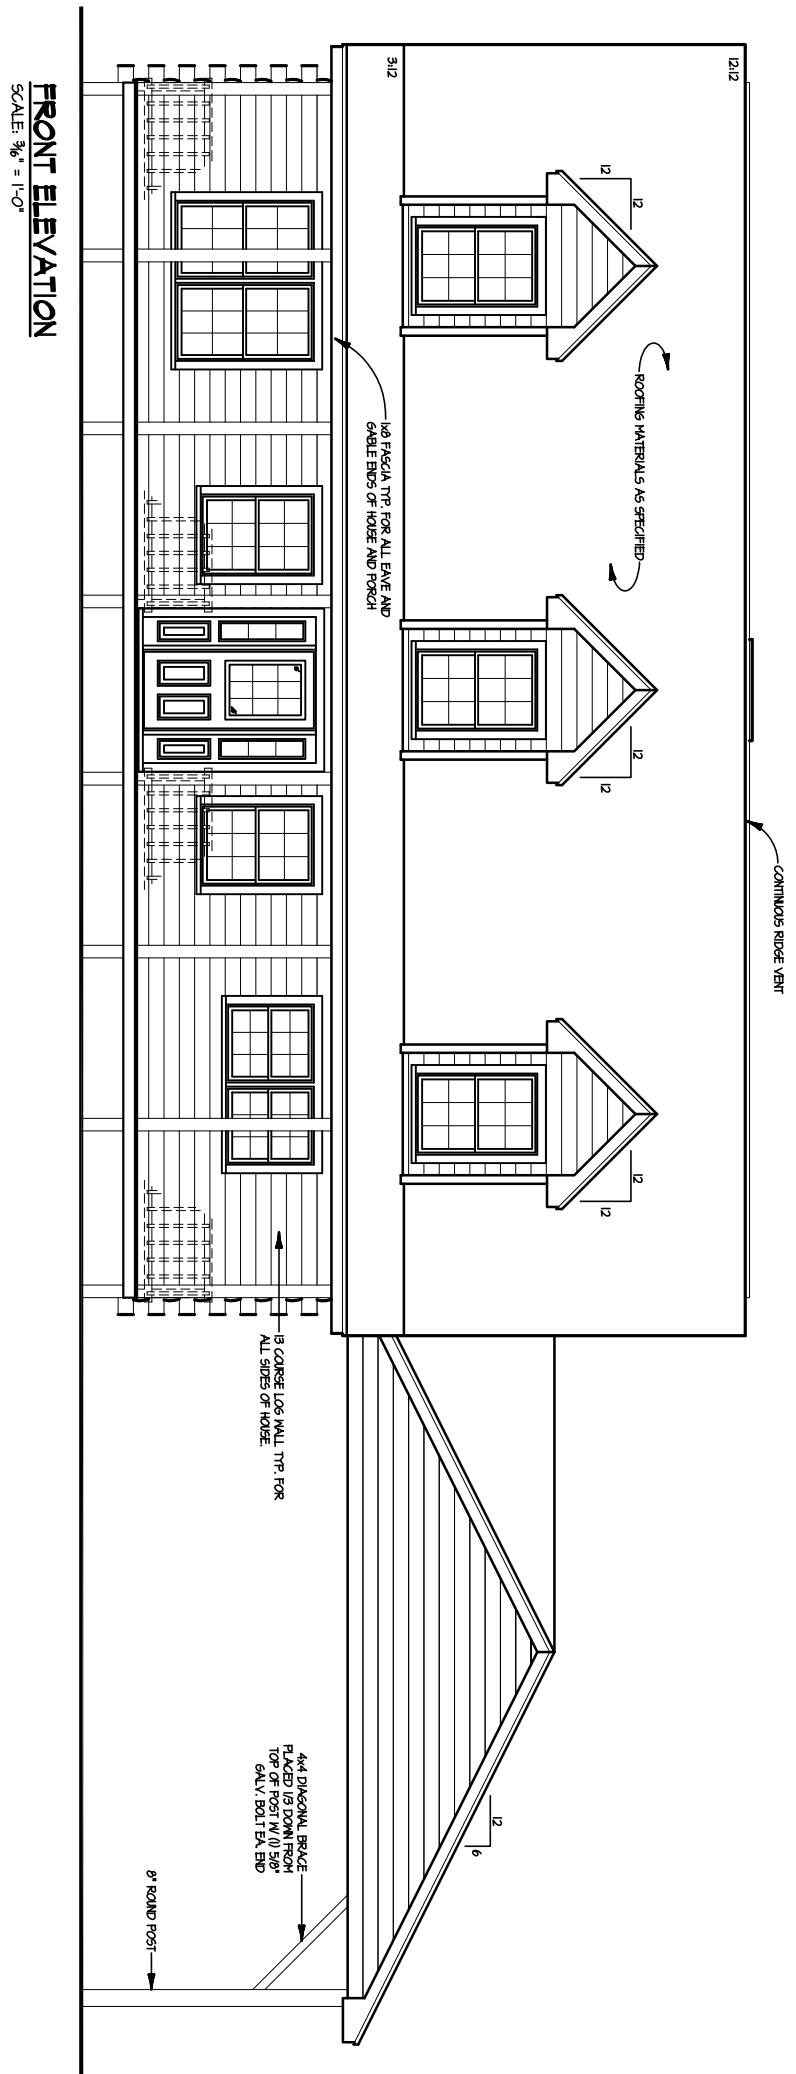 12:12
3:12
12
12
ROOFING MATERIALS AS SPECIFIED
1x8 FASCIA TYP. FOR ALL EAVE AND
GABLE ENDS OF HOUSE AND PORCH
12
12
CONTINUOUS RIDGE VENT
12
12
13 COURSE LOG WALL TYP. FOR
ALL SIDES OF HOUSE.
12
6
4x4 DIAGONAL BRACE
PLACED 1/3 DOWN FROM
TOP OF POST W/ (1) 5/8"
GALV. BOLT EA. END
8" ROUND POST
FRONT ELEVATION
SCALE: 3/16" = 1'-0"